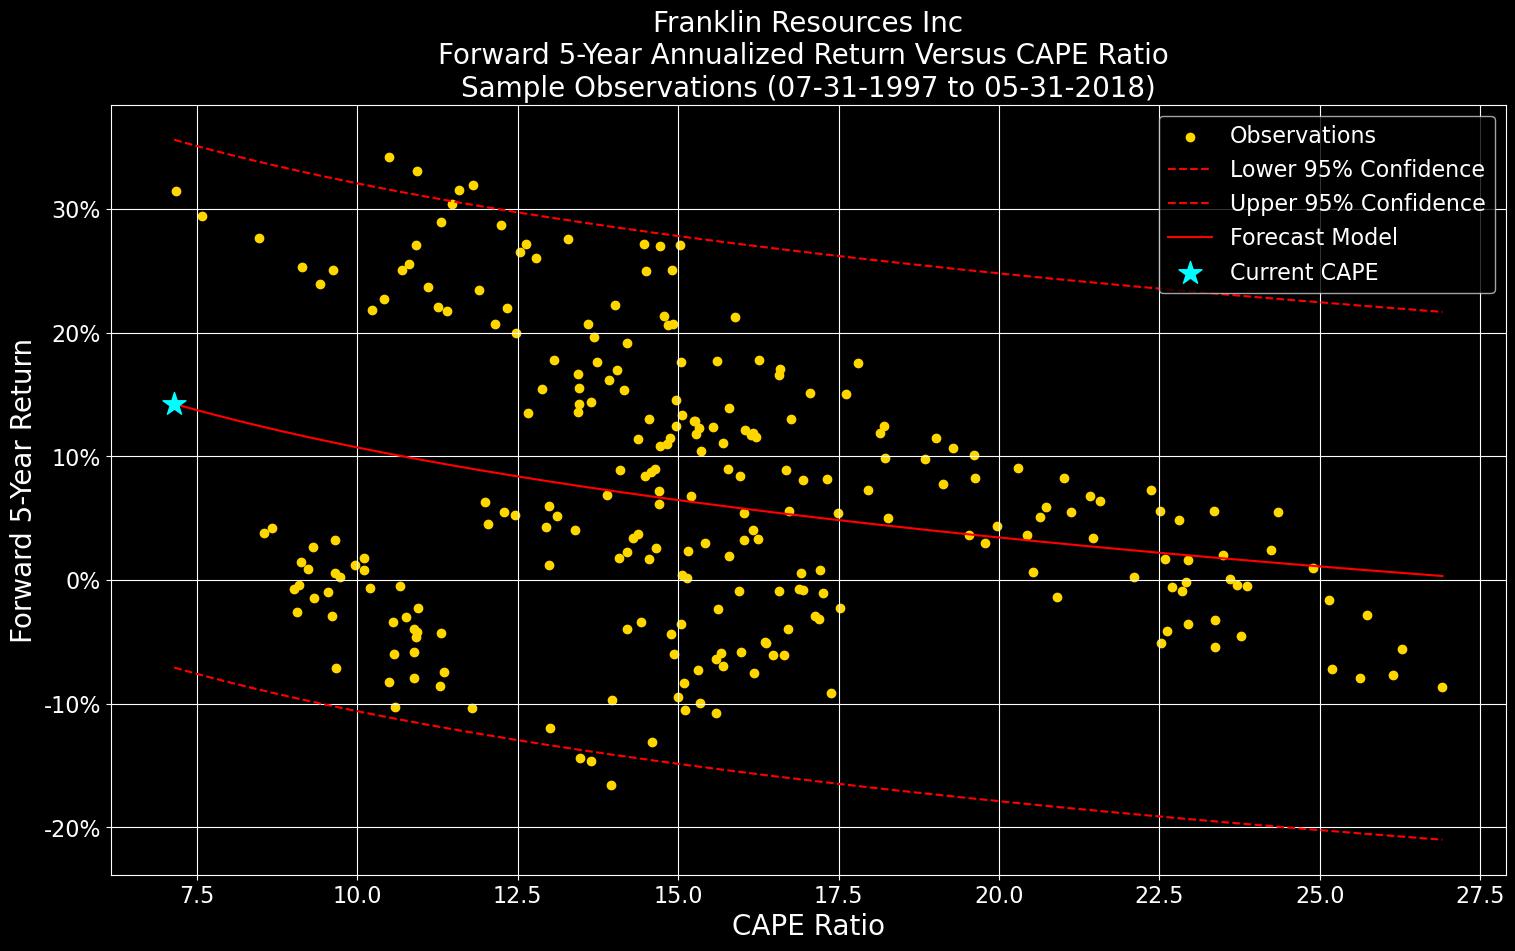 Franklin Resources Inc
Forward 5-Year Annualized Return Versus CAPE Ratio
Sample Observations (07-31-1997 to 05-31-2018)
Observations
Lower 95% Confidence
Upper 95% Confidence
Forecast Model
Current CAPE
Forward 5-Year Return
30%
20%
10%
0%
-10%
-20%
7.5 10.0 12.5 15.0 17.5 20.0 22.5 25.0 27.5
CAPE Ratio